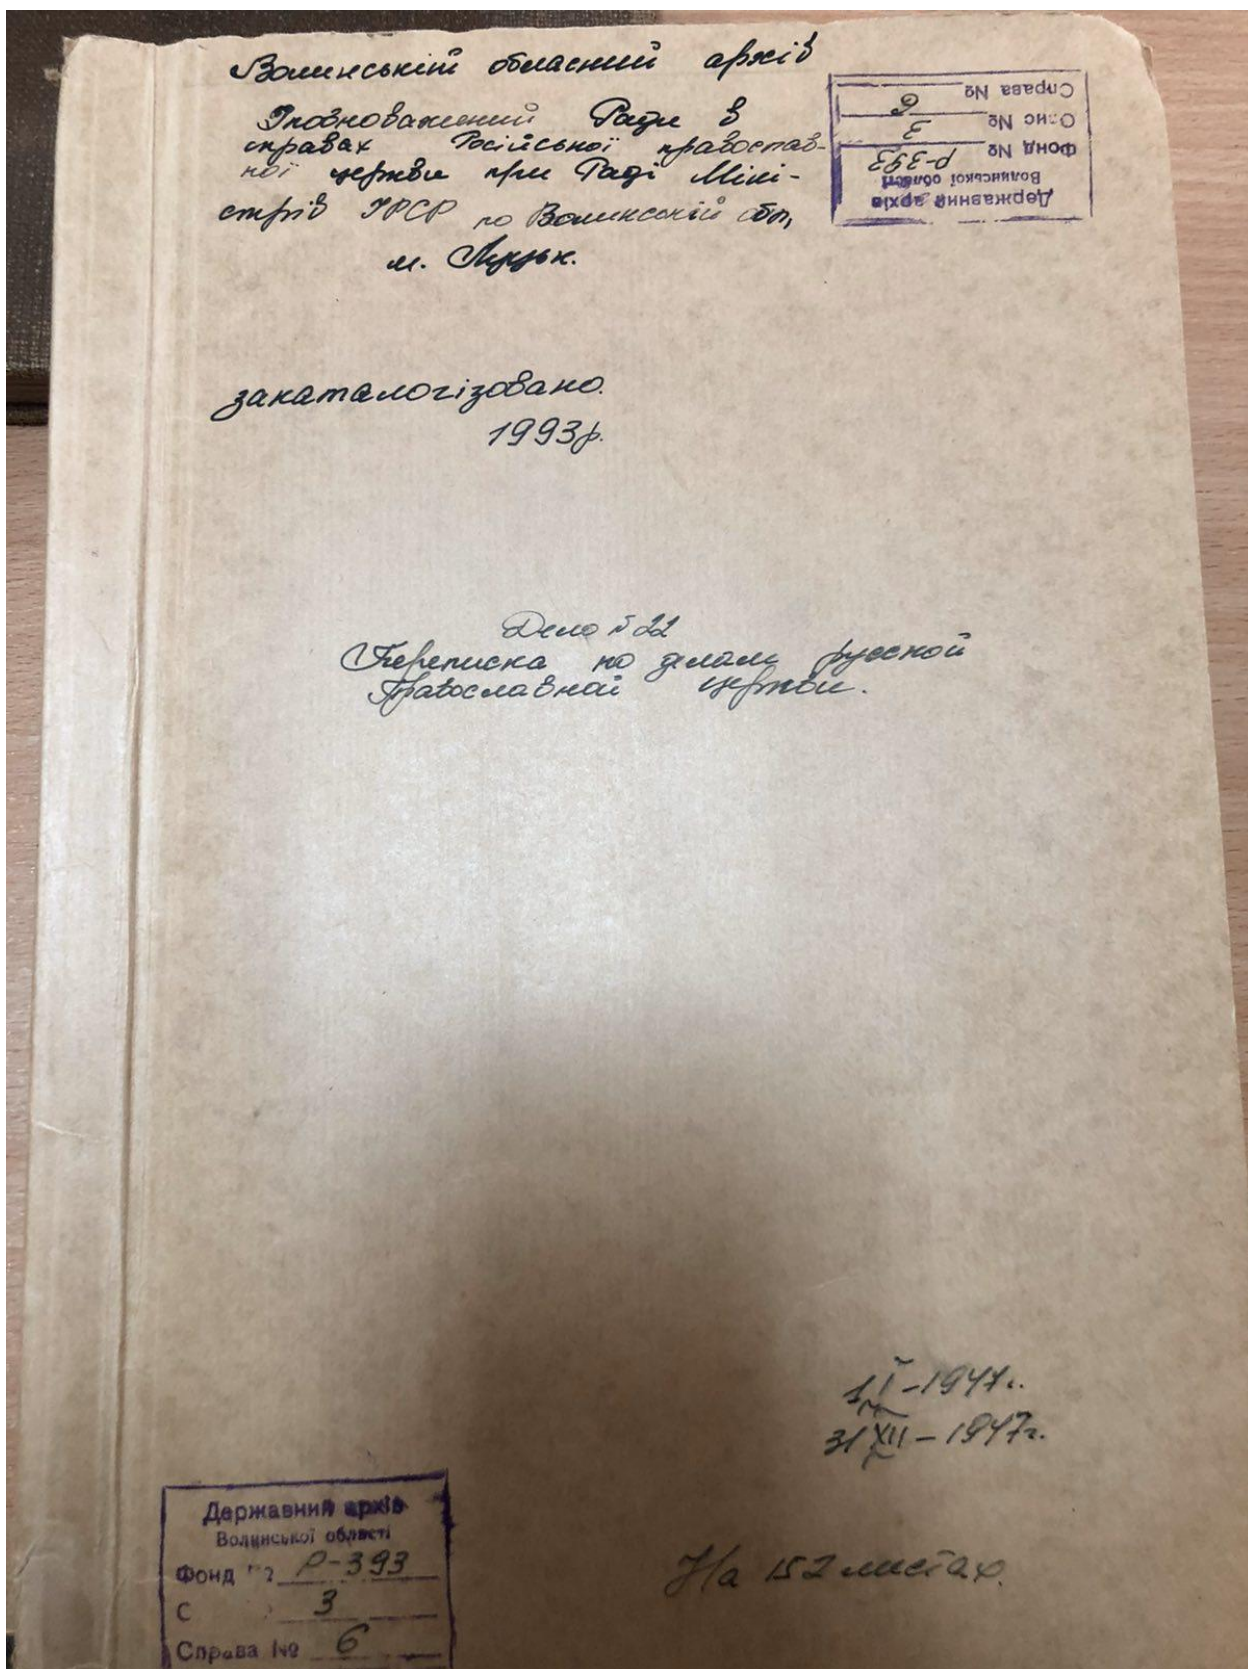 Волинський обласний архів
Уповноважений Ради в
справах Російської православ-
ної церкви при Раді Міні-
стрів УРСР по Волинській обл,
м. Луцьк.
Державний архів
Волинської області
Фонд № р-393
Опис № 3
Справа № 6
закаталогізовано.
1993р.
Дело № 22
Переписка по делам русской
Православной церкви.
1 I - 1947г.
31 XII - 1947г.
На 152 листах.
Державний архів
Волинської області
Фонд № Р-393
С 3
Справа № 6